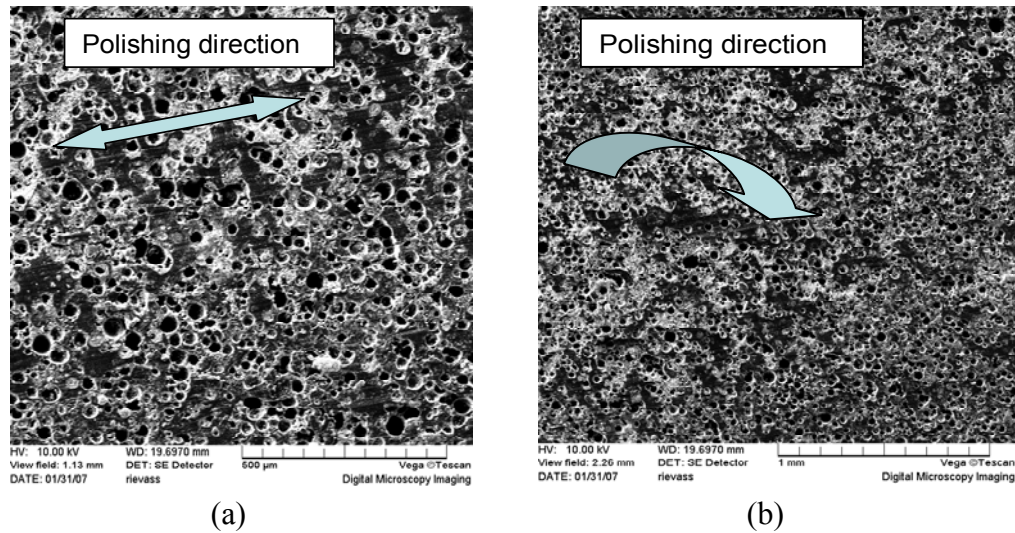 Polishing direction
HV: 10.00 kV WD: 19.6970 mm
View field: 1.13 mm DET: SE Detector 500 µm Vega ©Tescan
DATE: 01/31/07 rievass Digital Microscopy Imaging
(a)
Polishing direction
HV: 10.00 kV WD: 19.6970 mm
View field: 2.26 mm DET: SE Detector 1 mm Vega ©Tescan
DATE: 01/31/07 rievass Digital Microscopy Imaging
(b)